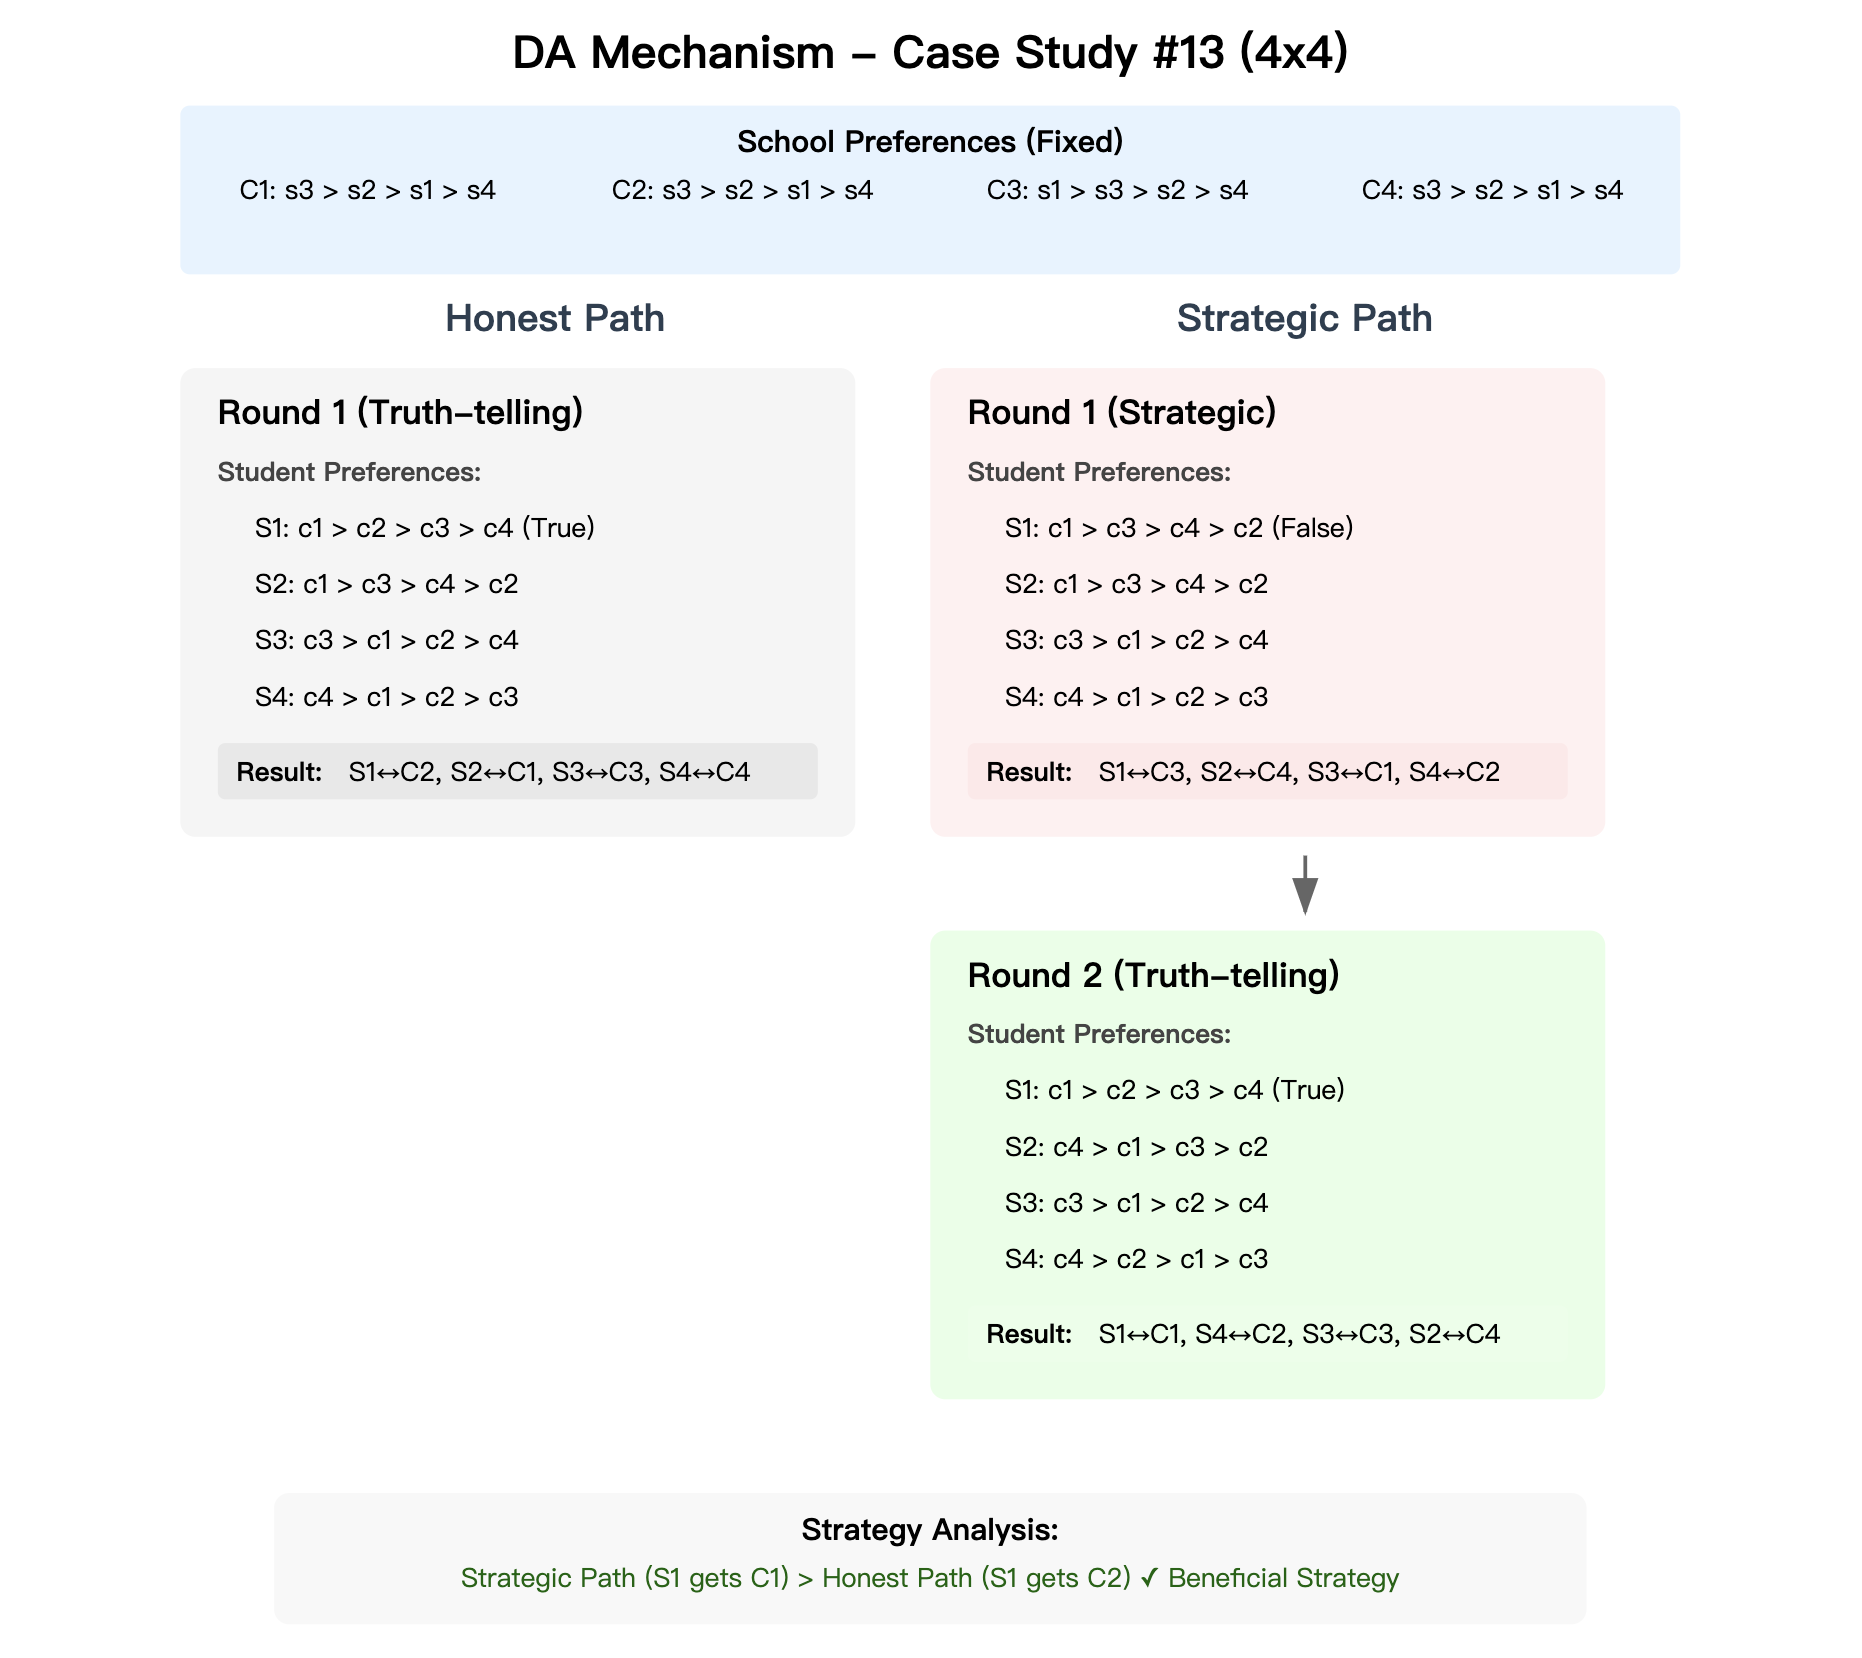 DA Mechanism – Case Study #13 (4x4)
School Preferences (Fixed)
C1: s3 > s2 > s1 > s4
C2: s3 > s2 > s1 > s4
C3: s1 > s3 > s2 > s4
C4: s3 > s2 > s1 > s4
Honest Path
Round 1 (Truth–telling)
Student Preferences:
S1: c1 > c2 > c3 > c4 (True)
S2: c1 > c3 > c4 > c2
S3: c3 > c1 > c2 > c4
S4: c4 > c1 > c2 > c3
Result: S1↔C2, S2↔C1, S3↔C3, S4↔C4
Strategic Path
Round 1 (Strategic)
Student Preferences:
S1: c1 > c3 > c4 > c2 (False)
S2: c1 > c3 > c4 > c2
S3: c3 > c1 > c2 > c4
S4: c4 > c1 > c2 > c3
Result: S1↔C3, S2↔C4, S3↔C1, S4↔C2
Round 2 (Truth–telling)
Student Preferences:
S1: c1 > c2 > c3 > c4 (True)
S2: c4 > c1 > c3 > c2
S3: c3 > c1 > c2 > c4
S4: c4 > c2 > c1 > c3
Result: S1↔C1, S4↔C2, S3↔C3, S2↔C4
Strategy Analysis:
Strategic Path (S1 gets C1) > Honest Path (S1 gets C2) ✓ Beneficial Strategy